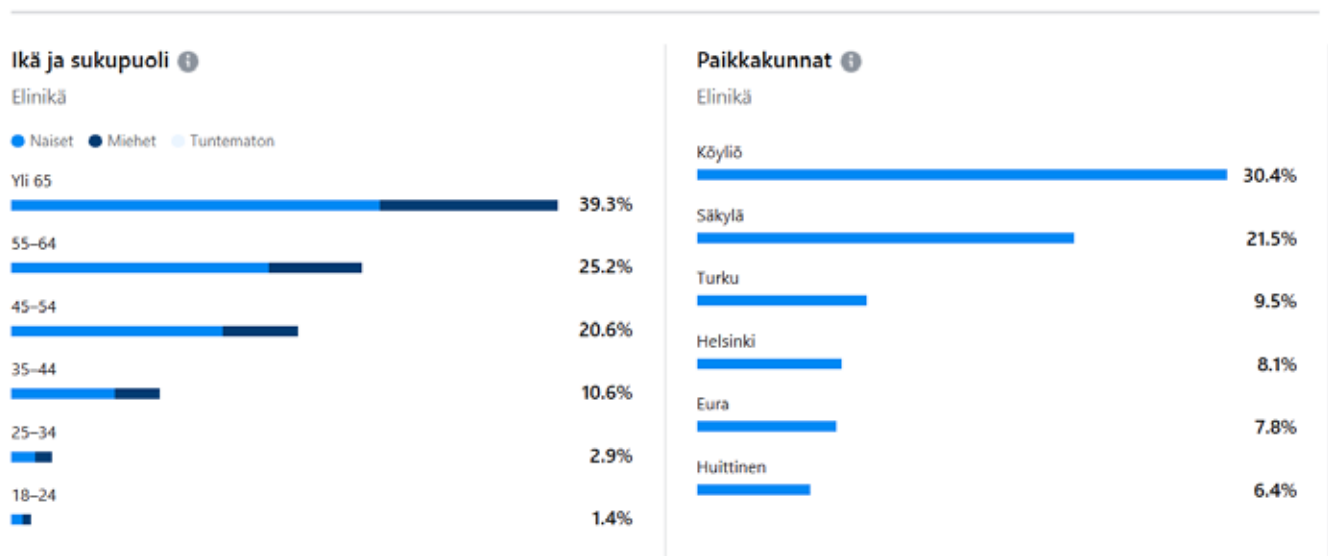 Ikä ja sukupuoli
Elinikä
Naiset Miehet Tuntematon
Yli 65
39.3%
55–64
25.2%
45–54
20.6%
35–44
10.6%
25–34
2.9%
18–24
1.4%
Paikkakunnat
Elinikä
Köyliö
30.4%
Säkylä
21.5%
Turku
9.5%
Helsinki
8.1%
Eura
7.8%
Huittinen
6.4%